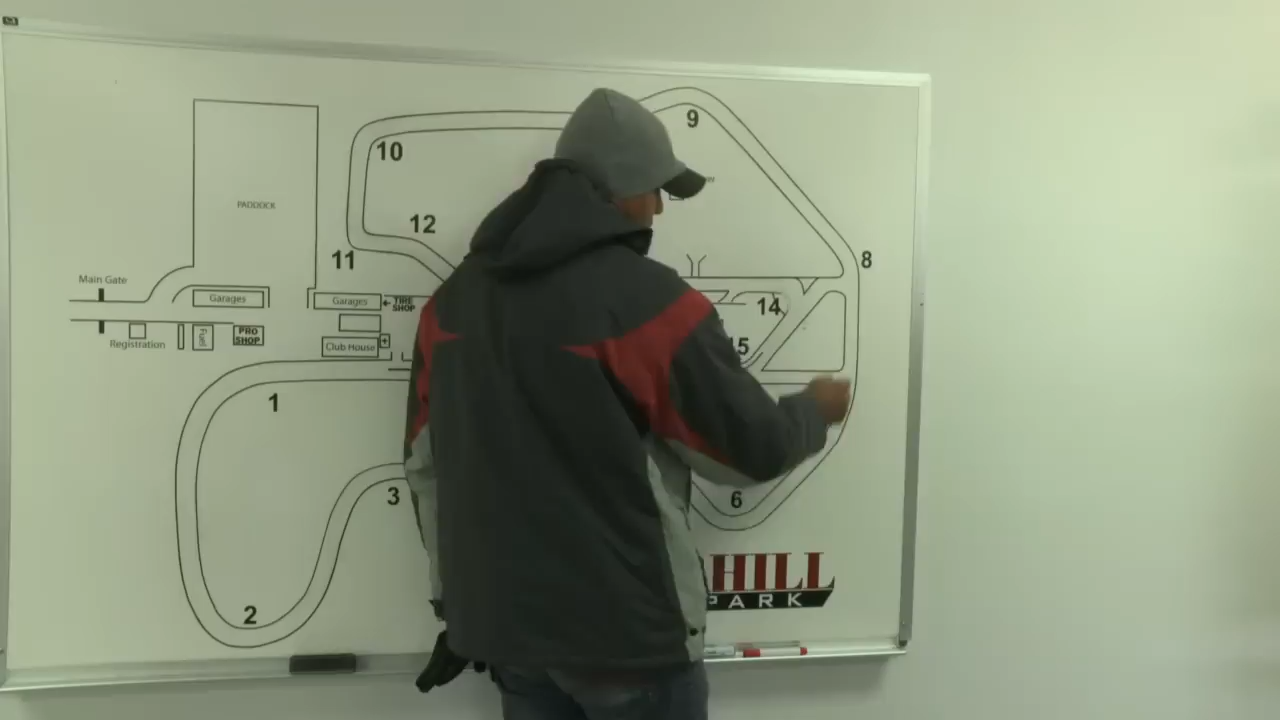 9
10
PADDOCK
12
11
8
Main Gate
Garages
Garages
TIRE
SHOP
14
Registration
Fuel
PRO
SHOP
Club House
15
1
3
6
2
HILL
PARK